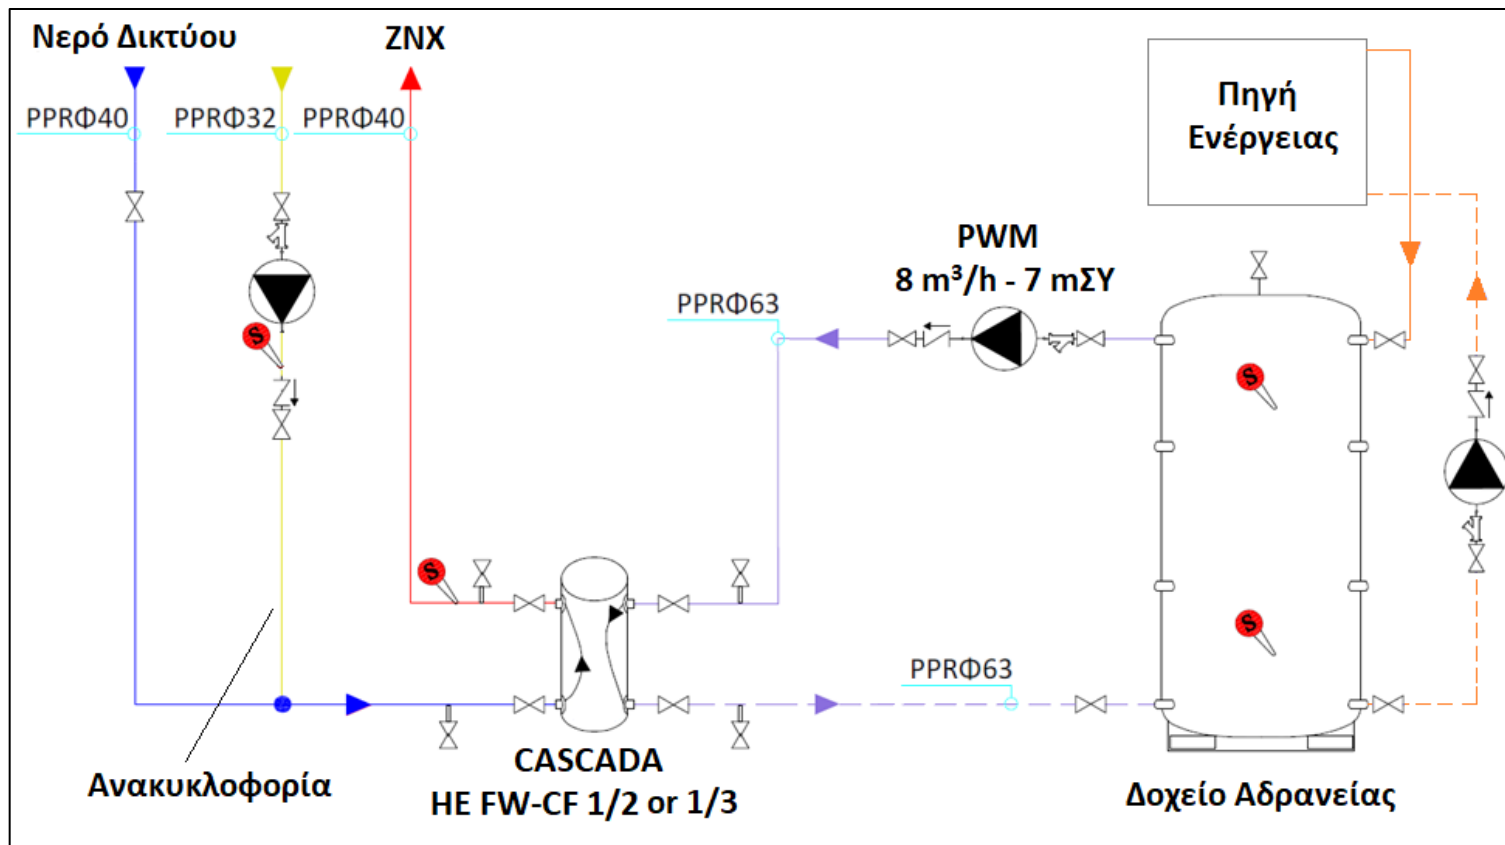 Νερό Δικτύου
ΖΝΧ
PPRΦ40
PPRΦ32
PPRΦ40
Πηγή
Ενέργειας
PWM
8 m³/h - 7 mΣΥ
PPRΦ63
S
S
S
S
PPRΦ63
Ανακυκλοφορία
CASCADA
HE FW-CF 1/2 or 1/3
Δοχείο Αδρανείας